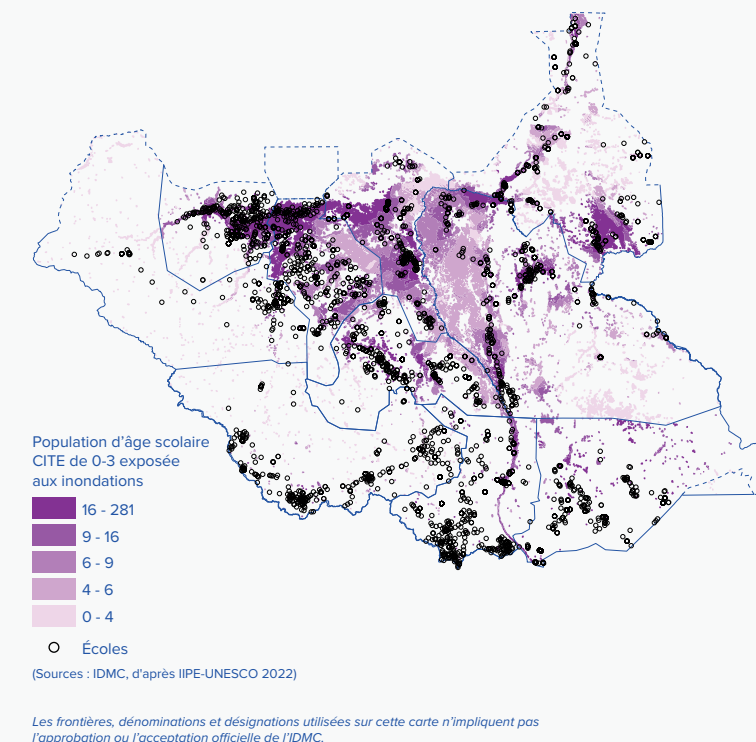 Population d’âge scolaire
CITE de 0-3 exposée
aux inondations
16 - 281
9 - 16
6 - 9
4 - 6
0 - 4
Écoles
(Sources : IDMC, d'après IIPE-UNESCO 2022)
Les frontières, dénominations et désignations utilisées sur cette carte n’impliquent pas
l’approbation ou l’acceptation officielle de l’IDMC.